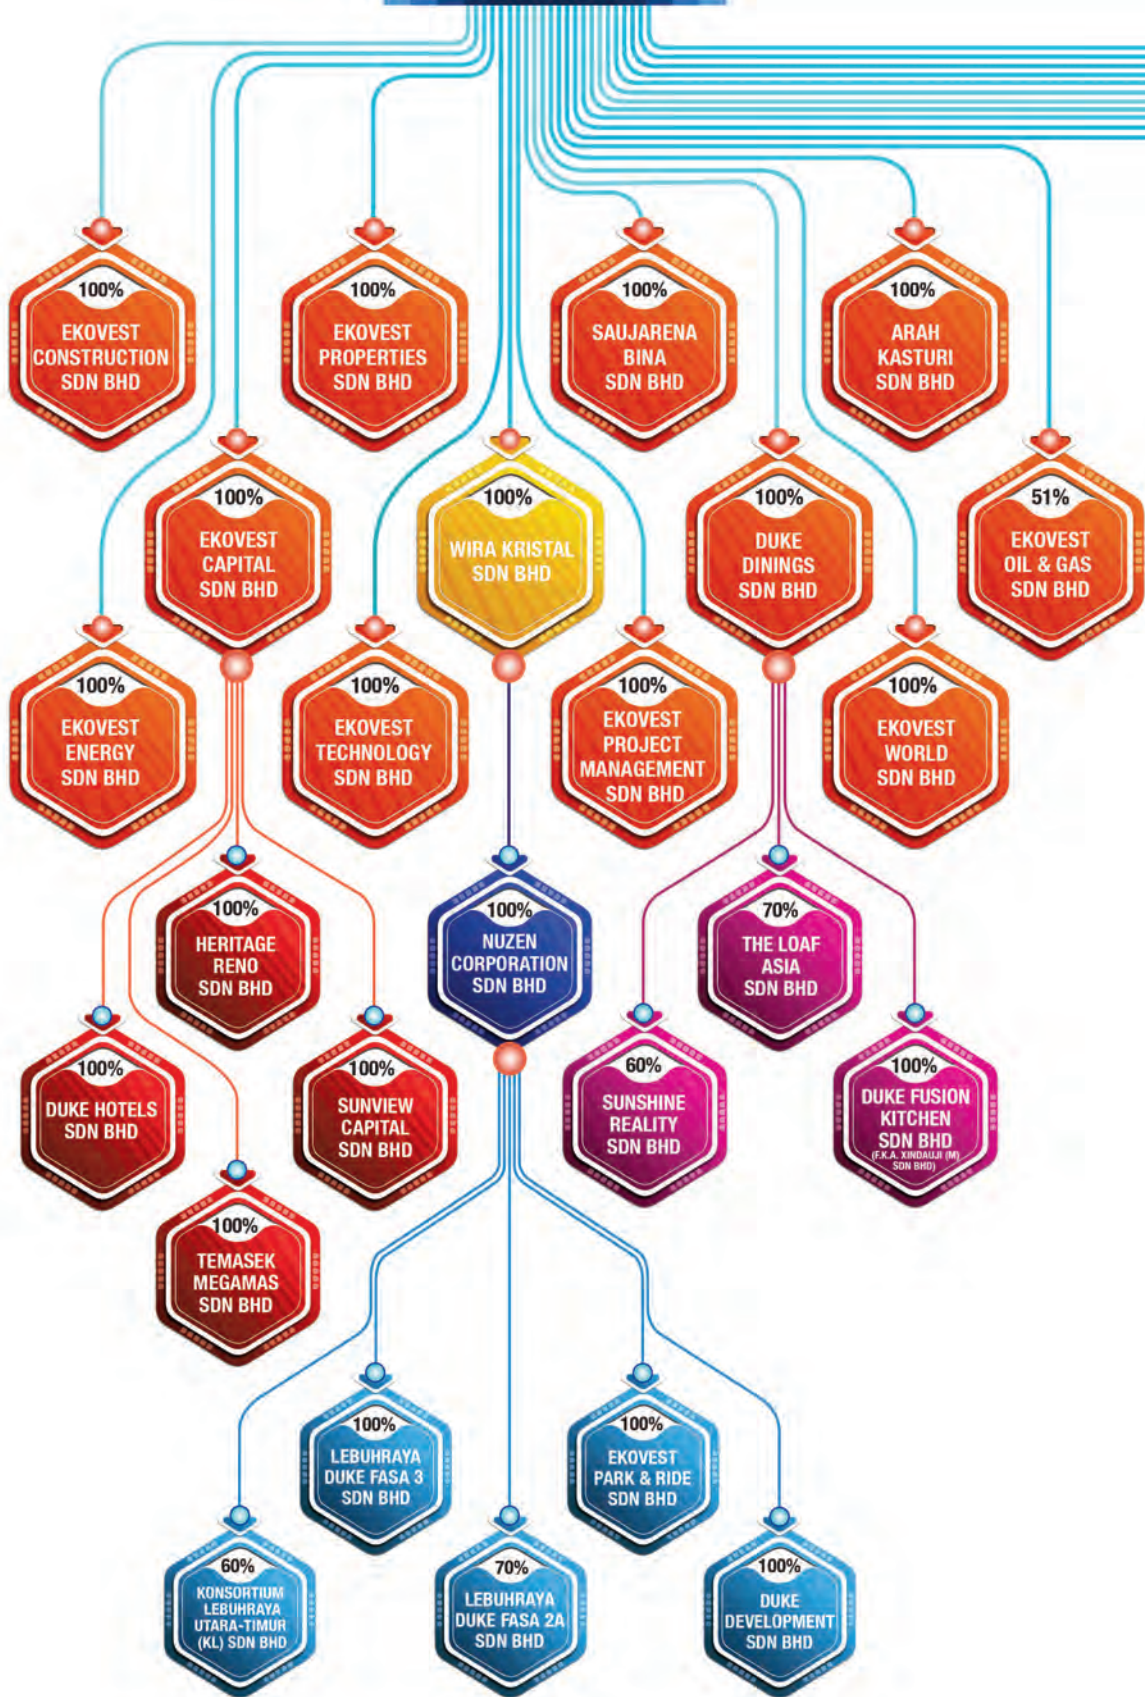 100%
EKOVEST
CONSTRUCTION
SDN BHD
100%
EKOVEST
PROPERTIES
SDN BHD
100%
SAUJARENA
BINA
SDN BHD
100%
ARAH
KASTURI
SDN BHD
100%
EKOVEST
CAPITAL
SDN BHD
100%
WIRA KRISTAL
SDN BHD
100%
DUKE
DININGS
SDN BHD
51%
EKOVEST
OIL & GAS
SDN BHD
100%
EKOVEST
ENERGY
SDN BHD
100%
EKOVEST
TECHNOLOGY
SDN BHD
100%
EKOVEST
PROJECT
MANAGEMENT
SDN BHD
100%
EKOVEST
WORLD
SDN BHD
100%
HERITAGE
RENO
SDN BHD
100%
NUZEN
CORPORATION
SDN BHD
70%
THE LOAF
ASIA
SDN BHD
100%
DUKE HOTELS
SDN BHD
100%
SUNVIEW
CAPITAL
SDN BHD
60%
SUNSHINE
REALITY
SDN BHD
100%
DUKE FUSION
KITCHEN
SDN BHD
(F.K.A. XINDAUJI (M)
SDN BHD)
100%
TEMASEK
MEGAMAS
SDN BHD
100%
LEBUHRAYA
DUKE FASA 3
SDN BHD
100%
EKOVEST
PARK & RIDE
SDN BHD
60%
KONSORTIUM
LEBUHRAYA
UTARA-TIMUR
(KL) SDN BHD
70%
LEBUHRAYA
DUKE FASA 2A
SDN BHD
100%
DUKE
DEVELOPMENT
SDN BHD